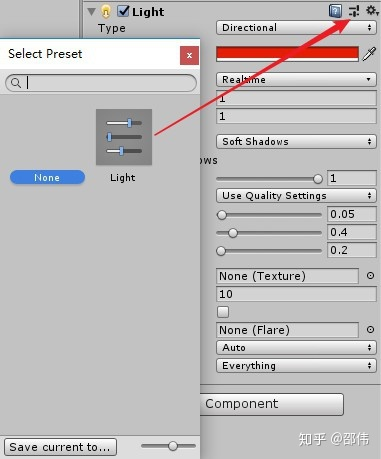 Light
Type
Directional
Select Preset
x
Realtime
1
1
None
Light
Soft Shadows
ows
1
Use Quality Settings
0.05
0.4
0.2
None (Texture)
10
None (Flare)
Auto
Everything
Component
Save current to...
知乎 @邵伟